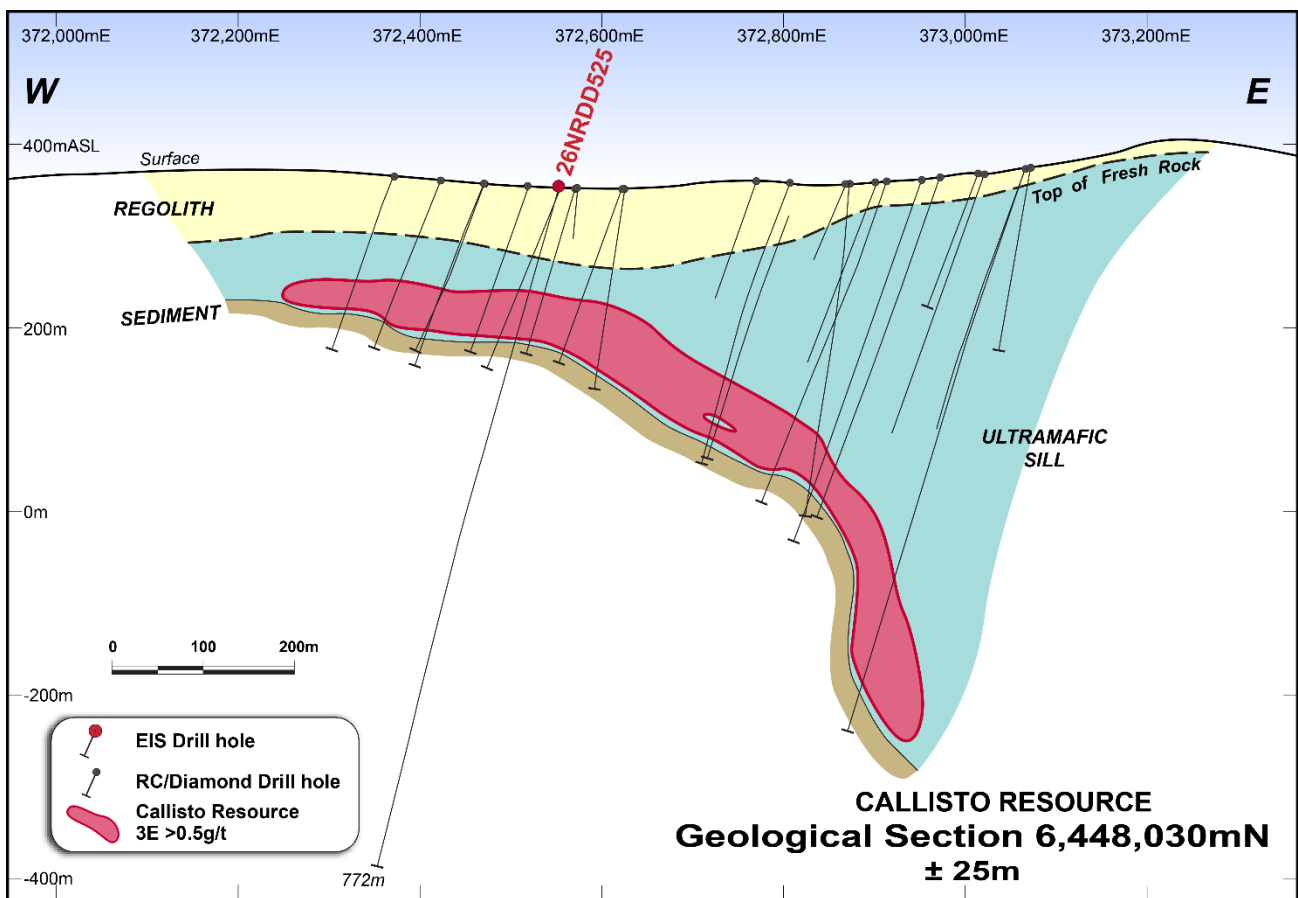 372,000mE
372,200mE
372,400mE
372,600mE
372,800mE
373,000mE
373,200mE
W
E
26NRDD525
400mASL
Surface
Top of Fresh Rock
REGOLITH
SEDIMENT
200m
ULTRAMAFIC
SILL
0m
0 100 200m
-200m
EIS Drill hole
RC/Diamond Drill hole
Callisto Resource
3E >0.5g/t
CALLISTO RESOURCE
Geological Section 6,448,030mN
± 25m
772m
-400m